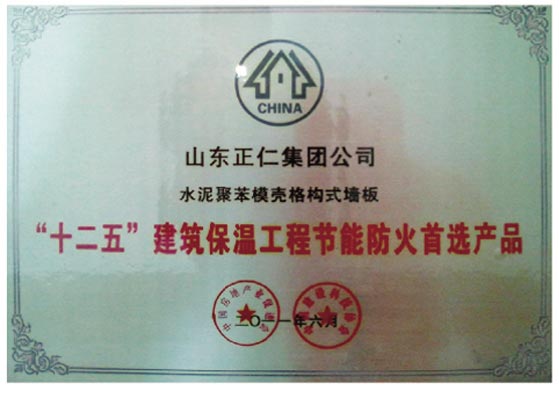 CHINA
山东正仁集团公司
水泥聚苯模壳格构式墙板
“十二五”建筑保温工程节能防火首选产品
二〇一一年六月